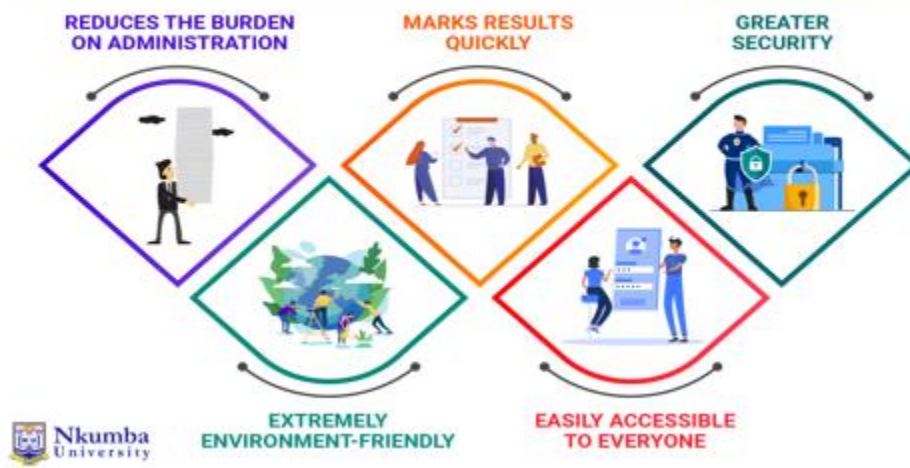 REDUCES THE BURDEN
ON ADMINISTRATION
MARKS RESULTS
QUICKLY
GREATER
SECURITY
EXTREMELY
ENVIRONMENT-FRIENDLY
EASILY ACCESSIBLE
TO EVERYONE
Nkumba
University